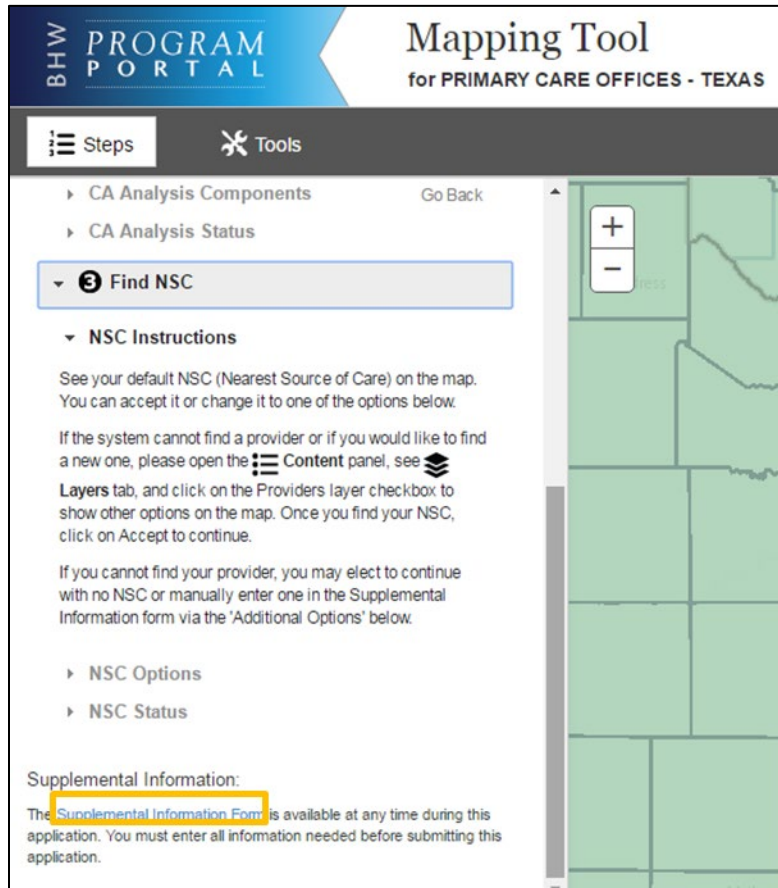 BHW
PROGRAM
PORTAL
Mapping Tool
for PRIMARY CARE OFFICES - TEXAS
Steps
Tools
CA Analysis Components
Go Back
CA Analysis Status
3 Find NSC
NSC Instructions
See your default NSC (Nearest Source of Care) on the map.
You can accept it or change it to one of the options below.
If the system cannot find a provider or if you would like to find
a new one, please open the Content panel, see
Layers tab, and click on the Providers layer checkbox to
show other options on the map. Once you find your NSC,
click on Accept to continue.
If you cannot find your provider, you may elect to continue
with no NSC or manually enter one in the Supplemental
Information form via the 'Additional Options' below.
NSC Options
NSC Status
Supplemental Information:
The Supplemental Information Form is available at any time during this
application. You must enter all information needed before submitting this
application.
+
−